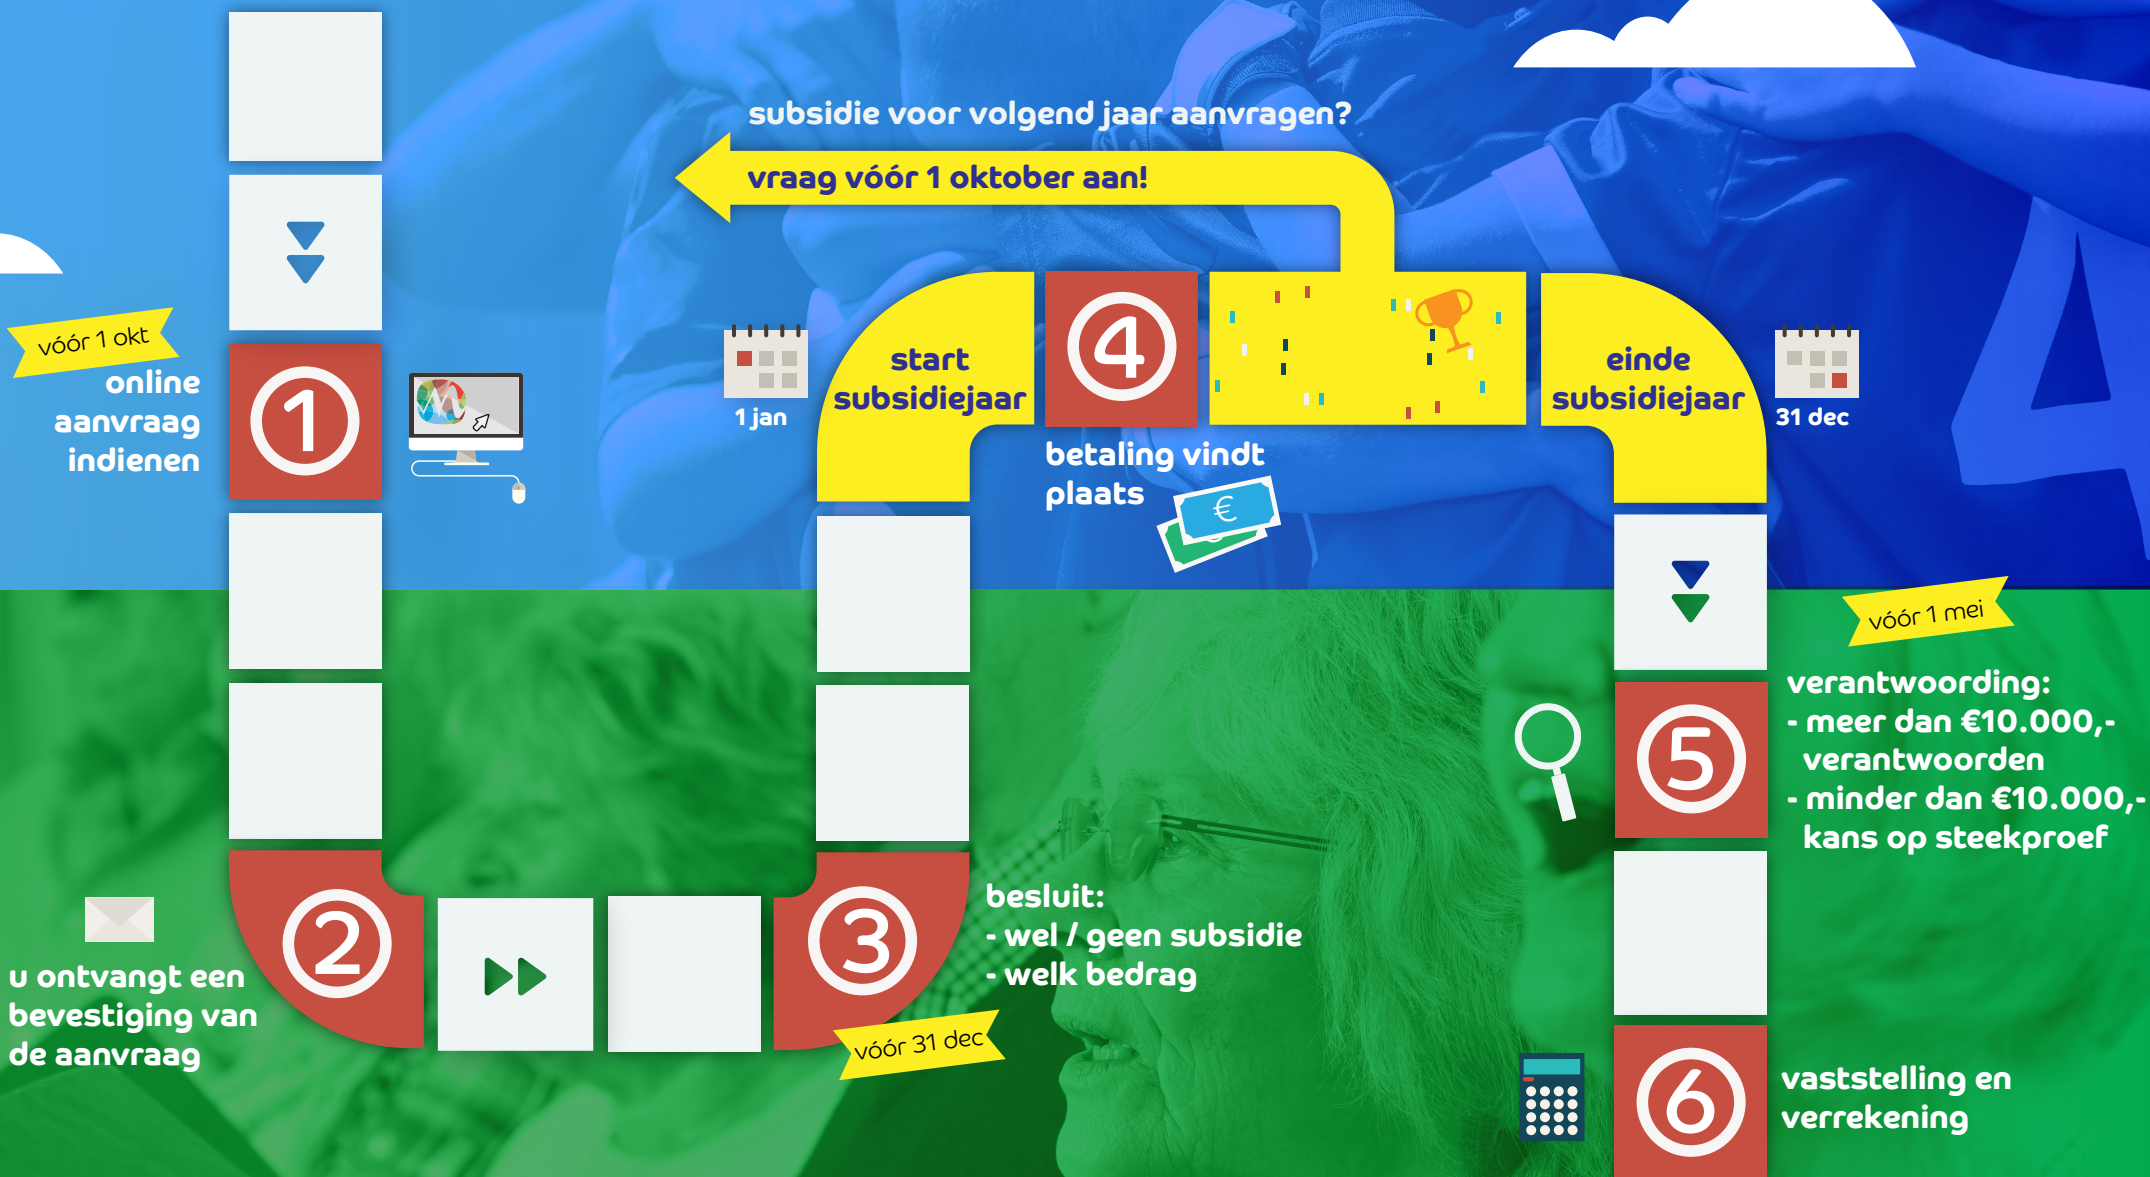 subsidie voor volgend jaar aanvragen?
vraag vóór 1 oktober aan!
vóór 1 okt
online
aanvraag
indienen
1
2
u ontvangt een
bevestiging van
de aanvraag
3
besluit:
- wel / geen subsidie
- welk bedrag
vóór 31 dec
1 jan
start
subsidiejaar
4
betaling vindt
plaats
€
einde
subsidiejaar
31 dec
4
vóór 1 mei
5
verantwoording:
- meer dan €10.000,-
verantwoorden
- minder dan €10.000,-
kans op steekproef
6
vaststelling en
verrekening